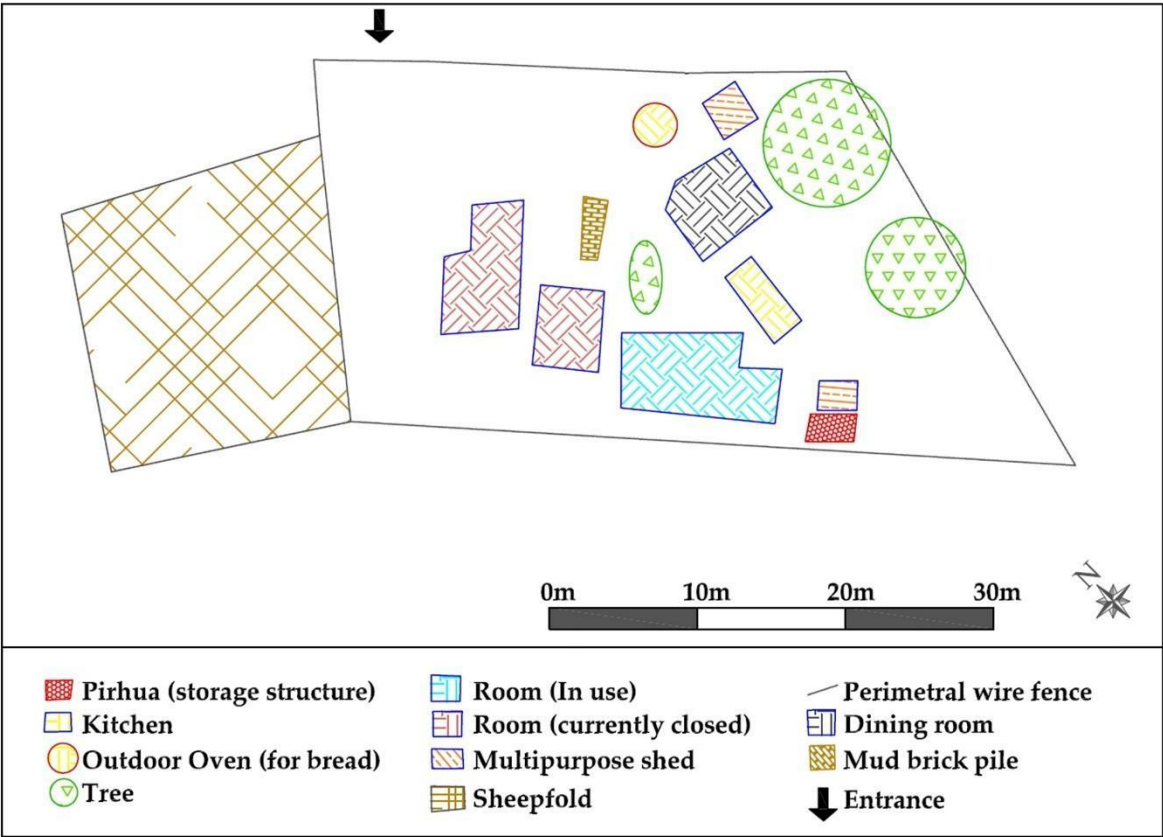 N
0m 10m 20m 30m
Pirhua (storage structure)
Kitchen
Outdoor Oven (for bread)
Tree
Room (In use)
Room (currently closed)
Multipurpose shed
Sheepfold
Perimetral wire fence
Dining room
Mud brick pile
Entrance